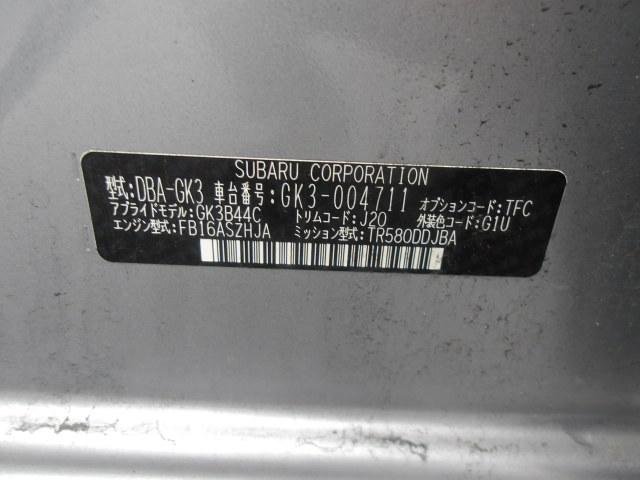 SUBARU CORPORATION
型式:DBA-GK3 車台番号:GK3-004711 オプションコード:TFC
アプライドモデル:GK3B44C トリムコード:J20 外装色コード:G1U
エンジン型式:FB16ASZHJA ミッション型式:TR580DDJBA